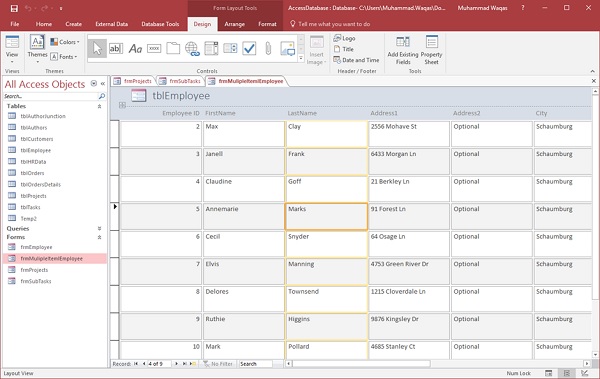 Form Layout Tools
AccessDatabase : Database- C:\Users\Muhammad.Waqas\Do...
Muhammad Waqas
File Home Create External Data Database Tools Design Arrange Format Tell me what you want to do
View
Themes
Colors
Fonts
Insert Image
Logo
Title
Date and Time
Add Existing Fields
Property Sheet
Views Themes Controls Header / Footer Tools
All Access Objects
Search...
frmProjects frmSubTasks frmMulipleItemEmployee
tblEmployee
Employee ID FirstName LastName Address1 Address2 City
2 Max Clay 2556 Mohave St Optional Schaumburg
3 Janell Frank 6433 Morgan Ln Optional Schaumburg
4 Claudine Goff 21 Berkley Ln Optional Schaumburg
5 Annemarie Marks 91 Forest Ln Optional Schaumburg
6 Cecil Snyder 64 Osage Ln Optional Schaumburg
7 Elvis Manning 4753 Green River Dr Optional Schaumburg
8 Delores Townsend 1215 Cloverdale Ln Optional Schaumburg
9 Ruthie Higgins 9876 Kingsley Dr Optional Schaumburg
10 Mark Pollard 4685 Stanley Ct Optional Schaumburg
Tables
tblAuthorJunction
tblAuthors
tblCustomers
tblEmployee
tblHRData
tblOrders
tblOrdersDetails
tblProjects
tblTasks
Temp2
Queries
Forms
frmEmployee
frmMulipleItemEmployee
frmProjects
frmSubTasks
Record: 4 of 9 No Filter Search
Layout View
Num Lock